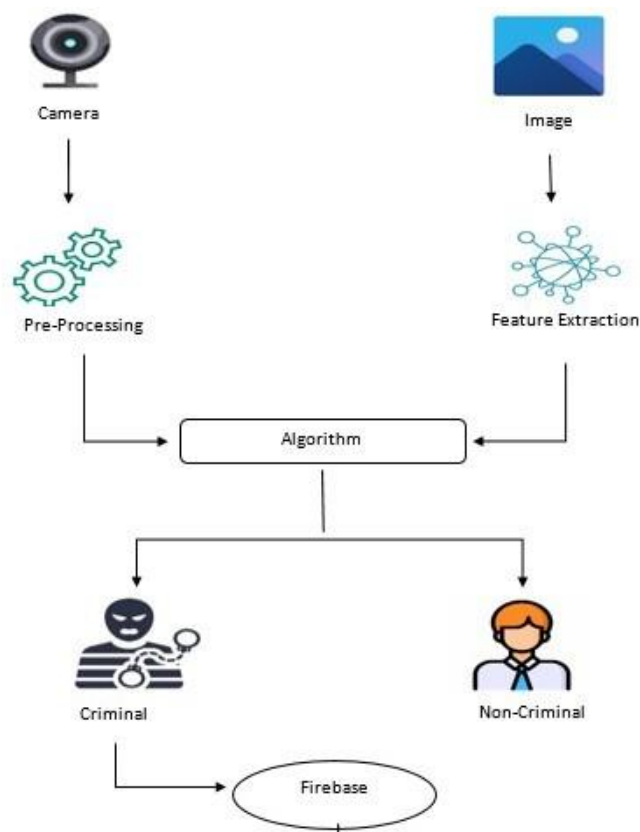 Camera
Image
Pre-Processing
Feature Extraction
Algorithm
Criminal
Non-Criminal
Firebase